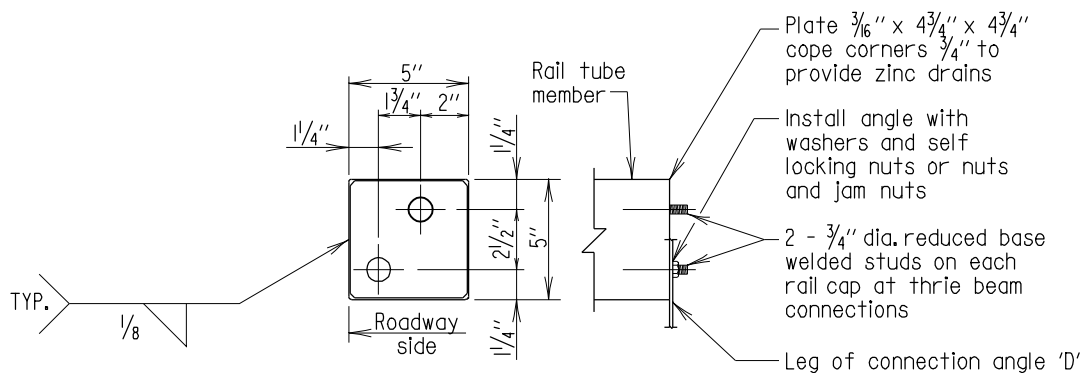 Plate 3/16" x 4 3/4" x 4 3/4"
cope corners 3/4" to
provide zinc drains
5"
Rail tube
member
1 3/4"
2"
1 1/4"
1 1/4"
Install angle with
washers and self
locking nuts or nuts
and jam nuts
2 1/2"
5"
2 - 3/4" dia. reduced base
welded studs on each
rail cap at thrie beam
connections
TYP.
1/8
Roadway
side
1 1/4"
Leg of connection angle 'D'